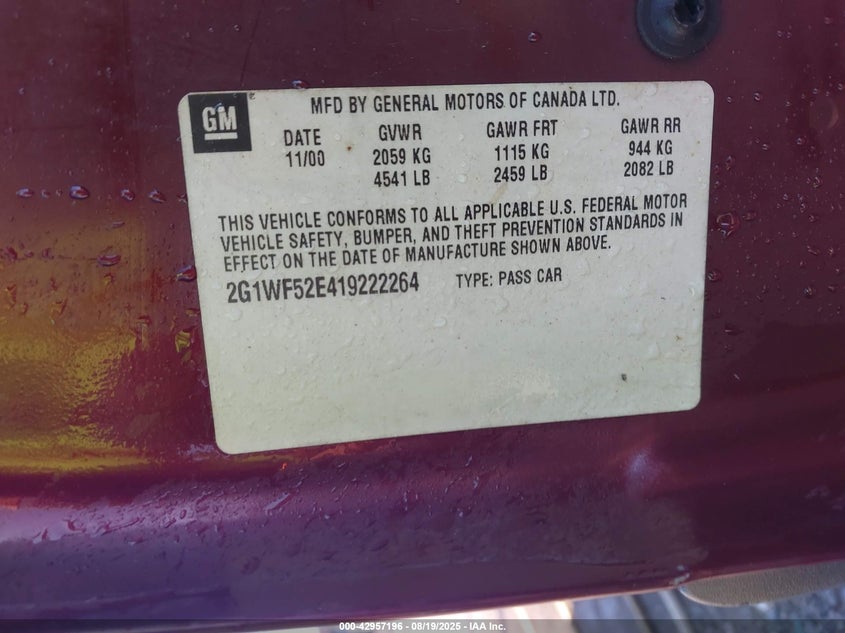 GM
MFD BY GENERAL MOTORS OF CANADA LTD.
DATE GVWR GAWR FRT GAWR RR
11/00 2059 KG 1115 KG 944 KG
4541 LB 2459 LB 2082 LB
THIS VEHICLE CONFORMS TO ALL APPLICABLE U.S. FEDERAL MOTOR
VEHICLE SAFETY, BUMPER, AND THEFT PREVENTION STANDARDS IN
EFFECT ON THE DATE OF MANUFACTURE SHOWN ABOVE.
2G1WF52E419222264 TYPE: PASS CAR
000-42957196 - 08/19/2025 - IAA Inc.